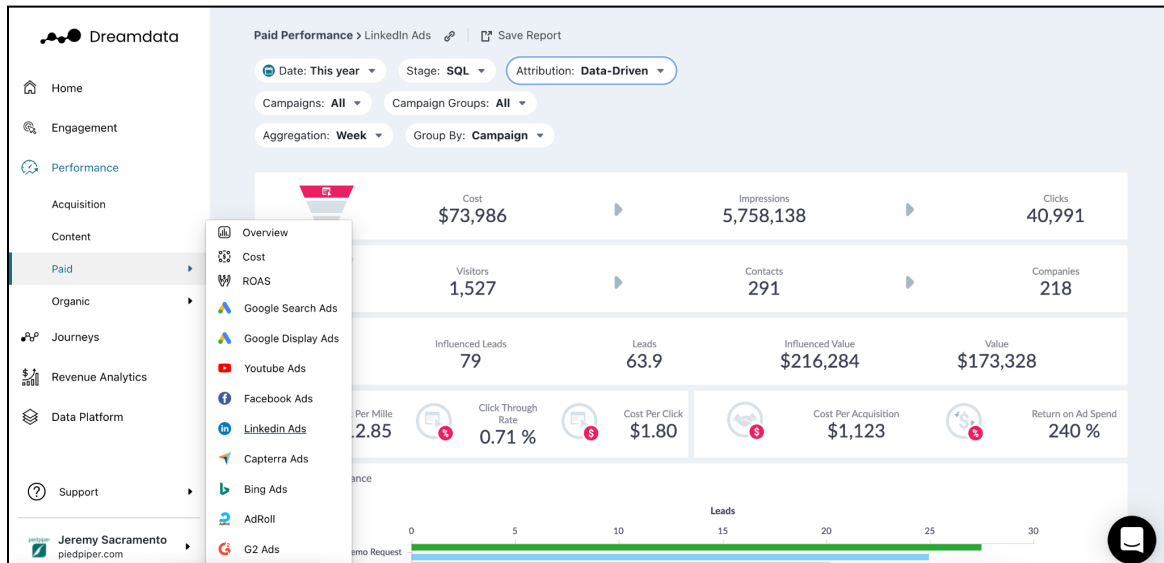 Dreamdata
Home
Engagement
Performance
Acquisition
Content
Paid
Organic
Journeys
Revenue Analytics
Data Platform
Support
Jeremy Sacramento
piedpiper.com
Overview
Cost
ROAS
Google Search Ads
Google Display Ads
Youtube Ads
Facebook Ads
Linkedin Ads
Capterra Ads
Bing Ads
AdRoll
G2 Ads
Paid Performance > LinkedIn Ads
Save Report
Date: This year
Stage: SQL
Attribution: Data-Driven
Campaigns: All
Campaign Groups: All
Aggregation: Week
Group By: Campaign
Cost
$73,986
Impressions
5,758,138
Clicks
40,991
Visitors
1,527
Contacts
291
Companies
218
Influenced Leads
79
Leads
63.9
Influenced Value
$216,284
Value
$173,328
Per Mille
2.85
Click Through
Rate
0.71 %
Cost Per Click
$1.80
Cost Per Acquisition
$1,123
Return on Ad Spend
240 %
Leads
0 5 10 15 20 25 30
Request